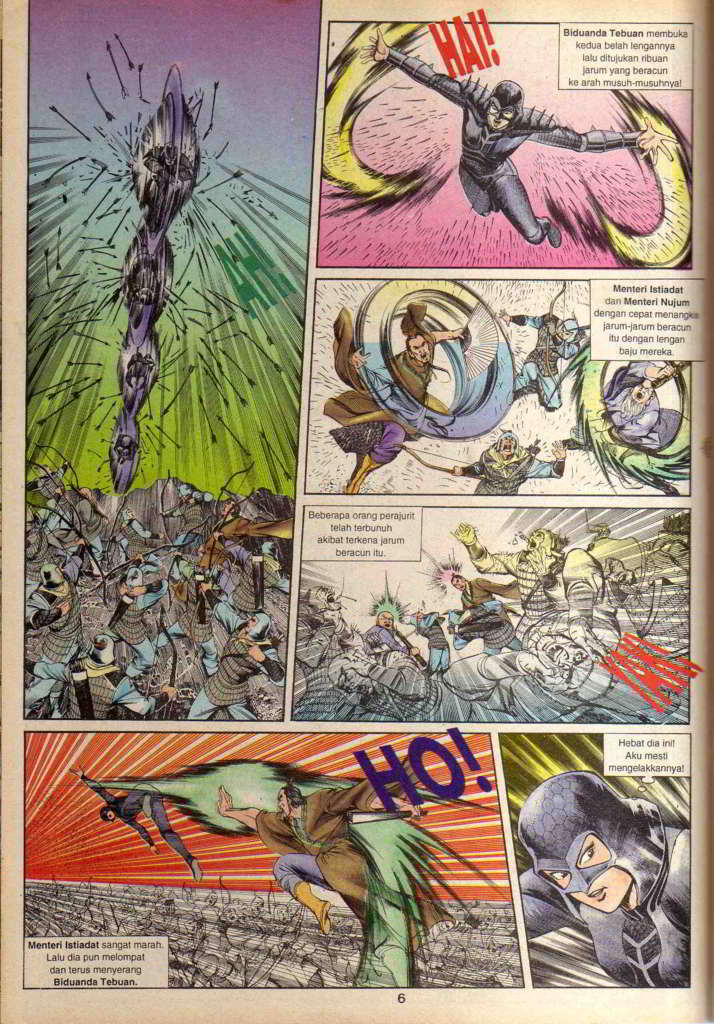 AH!
HAI!
Biduanda Tebuan membuka
kedua belah lengannya
lalu ditujukan ribuan
jarum yang beracun
ke arah musuh-musuhnya!
Menteri Istiadat
dan Menteri Nujum
dengan cepat menangkis
jarum-jarum beracun
itu dengan lengan
baju mereka.
Beberapa orang perajurit
telah terbunuh
akibat terkena jarum
beracun itu.
HO!
Menteri Istiadat sangat marah.
Lalu dia pun melompat
dan terus menyerang
Biduanda Tebuan.
Hebat dia ini!
Aku mesti
mengelakkannya!
6